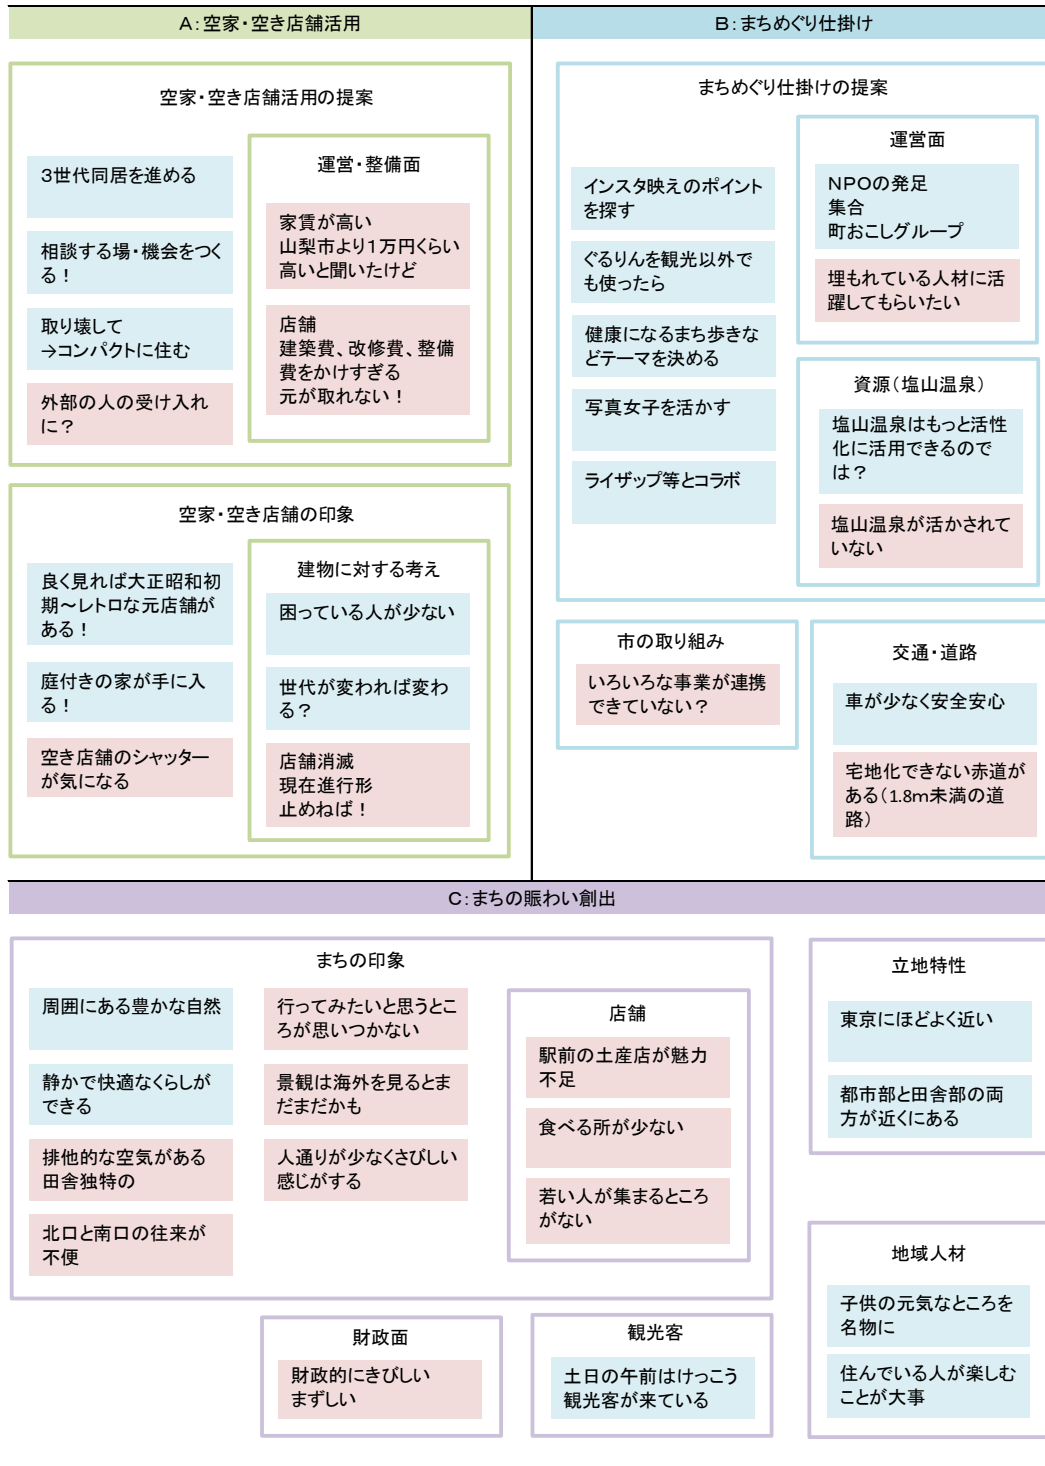 A：空家・空き店舗活用
空家・空き店舗活用の提案
3世代同居を進める
相談する場・機会をつく
る！
取り壊して
→コンパクトに住む
外部の人の受け入れ
に？
運営・整備面
家賃が高い
山梨市より1万円くらい
高いと聞いたけど
店舗
建築費、改修費、整備
費をかけすぎる
元が取れない！
空家・空き店舗の印象
良く見れば大正昭和初
期～レトロな元店舗が
ある！
庭付きの家が手に入
る！
空き店舗のシャッター
が気になる
建物に対する考え
困っている人が少ない
世代が変われば変わ
る？
店舗消滅
現在進行形
止めねば！
B：まちめぐり仕掛け
まちめぐり仕掛けの提案
インスタ映えのポイント
を探す
ぐるりんを観光以外で
も使ったら
健康になるまち歩きな
どテーマを決める
写真女子を活かす
ライザップ等とコラボ
運営面
NPOの発足
集合
町おこしグループ
埋もれている人材に活
躍してもらいたい
資源（塩山温泉）
塩山温泉はもっと活性
化に活用できるので
は？
塩山温泉が活かされて
いない
市の取り組み
いろいろな事業が連携
できていない？
交通・道路
車が少なく安全安心
宅地化できない赤道が
ある（1.8m未満の道
路）
C：まちの賑わい創出
まちの印象
周囲にある豊かな自然
静かで快適なくらしが
できる
排他的な空気がある
田舎独特の
北口と南口の往来が
不便
行ってみたいと思うとこ
ろが思いつかない
景観は海外を見るとま
だまだかも
人通りが少なくさびしい
感じがする
店舗
駅前の土産店が魅力
不足
食べる所が少ない
若い人が集まるところ
がない
立地特性
東京にほどよく近い
都市部と田舎部の両
方が近くにある
地域人材
子供の元気なところを
名物に
住んでいる人が楽しむ
ことが大事
財政面
財政的にきびしい
まずしい
観光客
土日の午前はけっこう
観光客が来ている